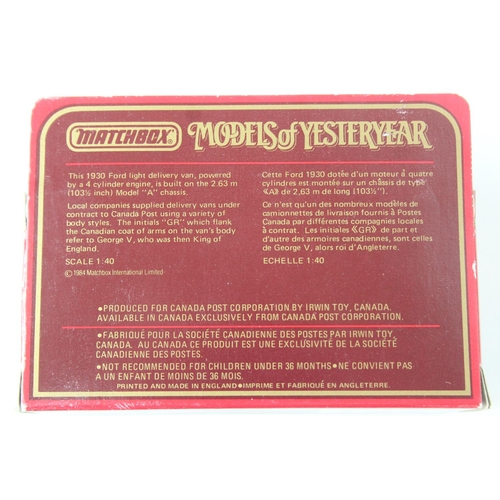 MATCHBOX MODELS of YESTERYEAR
This 1930 Ford light delivery van, powered
by a 4 cylinder engine, is built on the 2.63 m
(103½ inch) Model "A" chassis.
Local companies supplied delivery vans under
contract to Canada Post using a variety of
body styles. The initials "GR" which flank
the Canadian coat of arms on the van's body
refer to George V, who was then King of
England.
SCALE 1:40
© 1984 Matchbox International Limited
Cette Ford 1930 dotée d'un moteur à quatre
cylindres est montée sur un châssis de type
《A》 de 2,63 m de long (103½").
Ce n'est qu'un des nombreux modèles de
camionnettes de livraison fournis à Postes
Canada par différentes compagnies locales
à contrat. Les initiales 《GR》 de part et
d'autre des armoires canadiennes, sont celles
de George V, alors roi d'Angleterre.
ECHELLE 1:40
•PRODUCED FOR CANADA POST CORPORATION BY IRWIN TOY, CANADA.
AVAILABLE IN CANADA EXCLUSIVELY FROM CANADA POST CORPORATION.
•FABRIQUÉ POUR LA SOCIÉTÉ CANADIENNE DES POSTES PAR IRWIN TOY,
CANADA. AU CANADA CE PRODUIT EST UNE EXCLUSIVITÉ DE LA SOCIÉTÉ
CANADIENNE DES POSTES.
•NOT RECOMMENDED FOR CHILDREN UNDER 36 MONTHS•NE CONVIENT PAS
A UN ENFANT DE MOINS DE 36 MOIS.
PRINTED AND MADE IN ENGLAND•IMPRIME ET FABRIQUÉ EN ANGLETERRE.